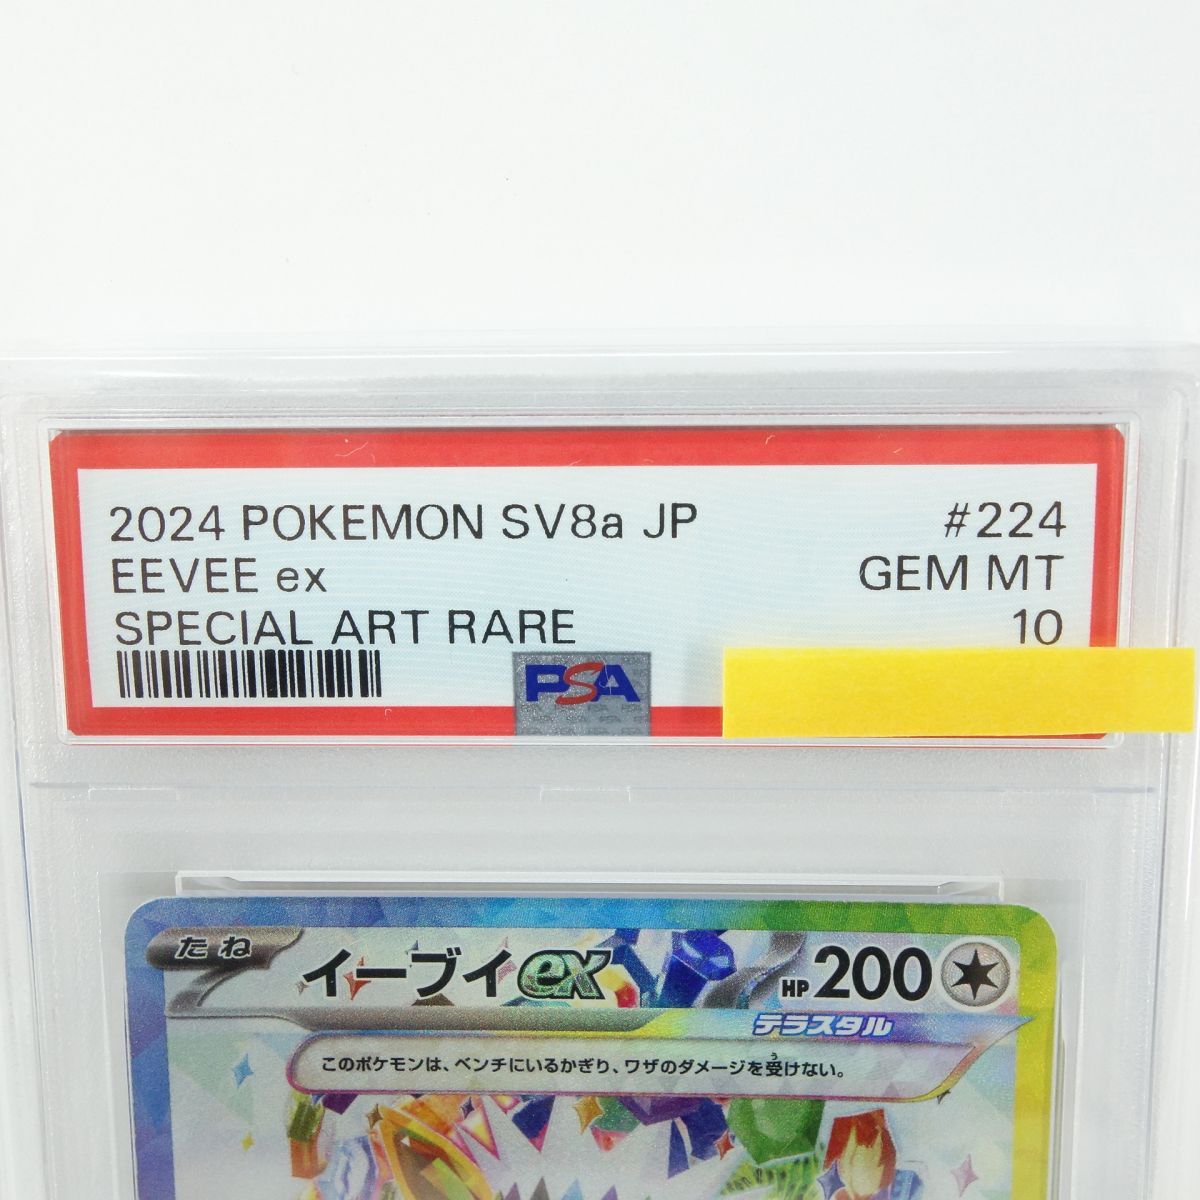 2024 POKEMON SV8a JP #224
EEVEE ex GEM MT
SPECIAL ART RARE 10
PSA
たね イーブイex HP 200
テラスタル
このポケモンは、ベンチにいるかぎり、ワザのダメージを受けない。